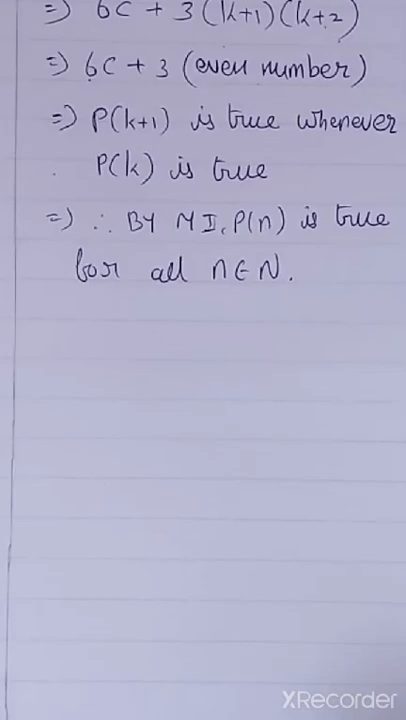 => 6C + 3 (k+1)(k+2)
=> 6C + 3 (even number)
=> P(k+1) is true whenever
P(k) is true
=> ∴ BY M I, P(n) is true
for all n ∈ N.
XRecorder